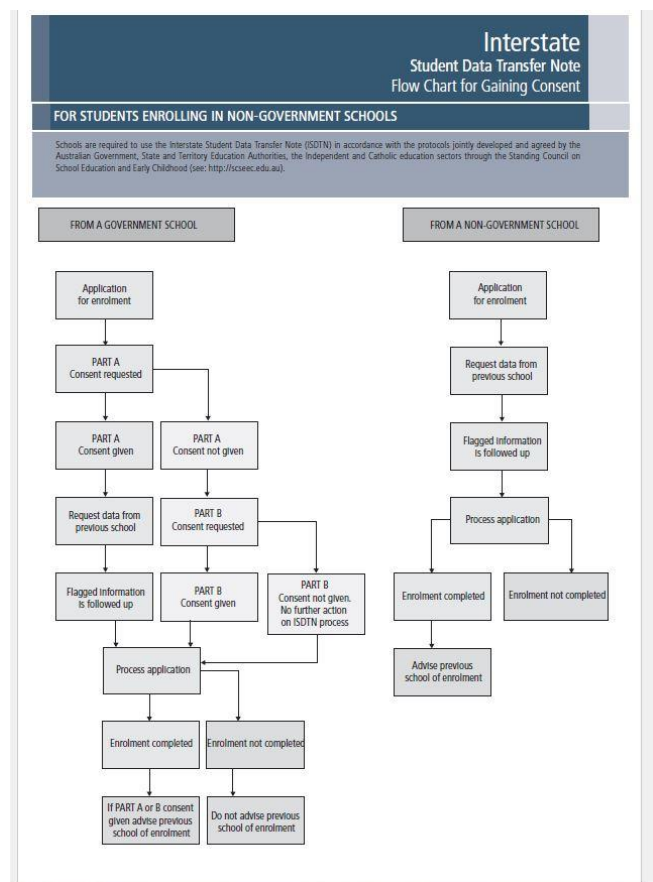 Interstate
Student Data Transfer Note
Flow Chart for Gaining Consent
FOR STUDENTS ENROLLING IN NON-GOVERNMENT SCHOOLS
Schools are required to use the Interstate Student Data Transfer Note (ISDTN) in accordance with the protocols jointly developed and agreed by the
Australian Government, State and Territory Education Authorities, the Independent and Catholic education sectors through the Standing Council on
School Education and Early Childhood (see: http://scseec.edu.au).
FROM A GOVERNMENT SCHOOL
Application
for enrolment
PART A
Consent requested
PART A
Consent given
PART A
Consent not given
Request data from
previous school
PART B
Consent requested
Flagged information
is followed up
PART B
Consent given
PART B
Consent not given.
No further action
on ISDTN process
Process application
Enrolment completed
Enrolment not completed
If PART A or B consent
given advise previous
school of enrolment
Do not advise previous
school of enrolment
FROM A NON-GOVERNMENT SCHOOL
Application
for enrolment
Request data from
previous school
Flagged information
is followed up
Process application
Enrolment completed
Enrolment not completed
Advise previous
school of enrolment